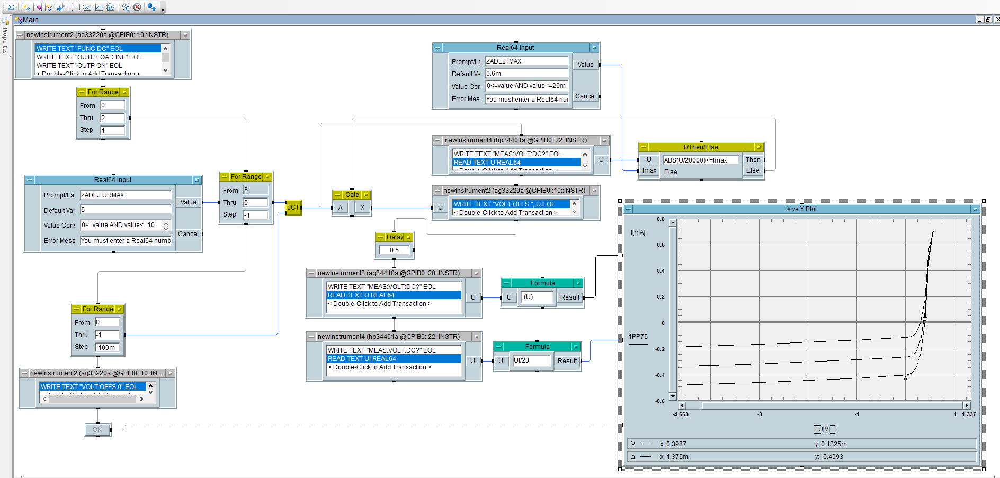 Main
Properties
newInstrument2 (ag33220a @GPIB0::10::INSTR)
WRITE TEXT "FUNC DC" EOL
WRITE TEXT "OUTP:LOAD INF" EOL
WRITE TEXT "OUTP ON" EOL
< Double-Click to Add Transaction >
For Range
From 0
Thru 2
Step 1
Real64 Input
Prompt/La ZADEJ IMAX:
Default Va 0.6m
Value Cor 0<=value AND value<=20m
Error Mes You must enter a Real64 nu
Value
Cancel
newInstrument4 (hp34401a @GPIB0::22::INSTR)
WRITE TEXT "MEAS:VOLT:DC?" EOL
READ TEXT U REAL64
< Double-Click to Add Transaction >
U
If/Then/Else
U
Imax
ABS(U/20000)>=Imax
Else
Then
Else
Real64 Input
Prompt/La ZADEJ URMAX:
Default Val 5
Value Cons 0<=value AND value<=10
Error Mess You must enter a Real64 numb
Value
Cancel
For Range
From 5
Thru 0
Step -1
JCT
Gate
A X
newInstrument2 (ag33220a @GPIB0::10::INSTR)
U
WRITE TEXT "VOLT:OFFS ", U EOL
< Double-Click to Add Transaction >
Delay
0.5
newInstrument3 (ag34410a @GPIB0::20::INSTR)
WRITE TEXT "MEAS:VOLT:DC?" EOL
READ TEXT U REAL64
< Double-Click to Add Transaction >
U
Formula
U -(U) Result
For Range
From 0
Thru -1
Step -100m
newInstrument4 (hp34401a @GPIB0::22::INSTR)
WRITE TEXT "MEAS:VOLT:DC?" EOL
READ TEXT UI REAL64
< Double-Click to Add Transaction >
UI
Formula
UI UI/20 Result
newInstrument2 (ag33220a @GPIB0::10::IN...
WRITE TEXT "VOLT:OFFS 0" EOL
< Double-Click to Add Transaction >
OK
X vs Y Plot
I[mA]
1PP75
0.8
0.6
0.4
0.2
0
-0.2
-0.4
-0.6
-4.663 -3 -1 1 1.337
U[V]
x: 0.3987 y: 0.1325m
x: 1.375m y: -0.4093